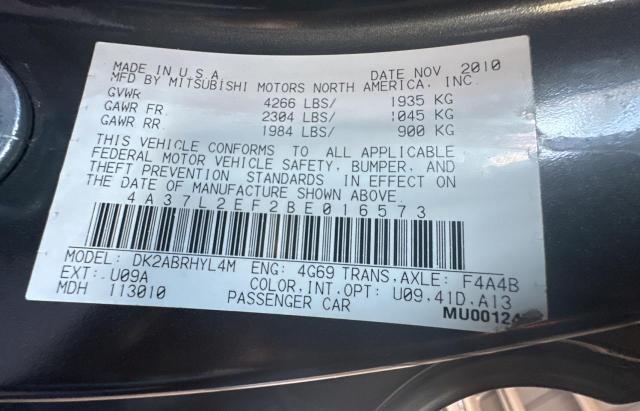 MADE IN U.S.A. DATE NOV 2010
MFD BY MITSUBISHI MOTORS NORTH AMERICA, INC.
GVWR 4266 LBS/ 1935 KG
GAWR FR 2304 LBS/ 1045 KG
GAWR RR 1984 LBS/ 900 KG
THIS VEHICLE CONFORMS TO ALL APPLICABLE
FEDERAL MOTOR VEHICLE SAFETY, BUMPER, AND
THEFT PREVENTION STANDARDS IN EFFECT ON
THE DATE OF MANUFACTURE SHOWN ABOVE.
4A37L2EF2BE016573
MODEL: DK2ABRHYL4M ENG: 4G69 TRANS.AXLE: F4A4B
EXT: U09A COLOR,INT.OPT: U09.41D.A13
MDH 113010 PASSENGER CAR
MU00124